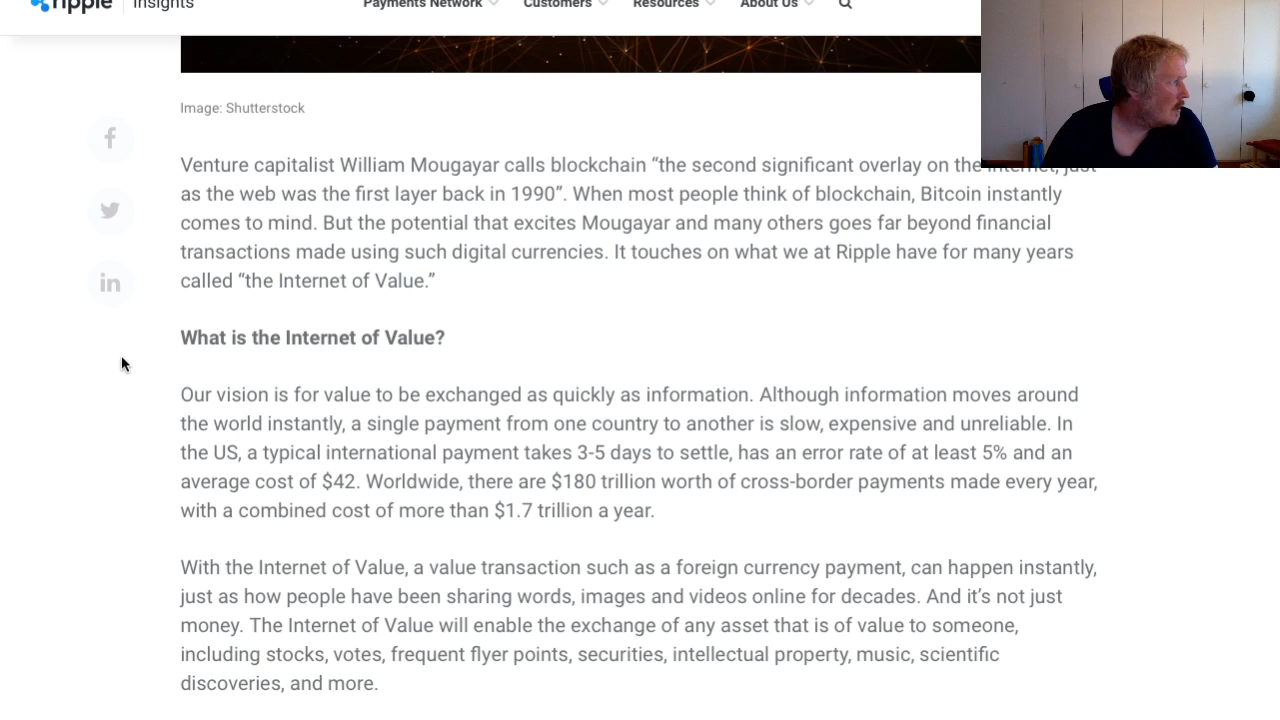 ripple Insights Payments Network Customers Resources About Us
Image: Shutterstock
Venture capitalist William Mougayar calls blockchain “the second significant overlay on the Internet, just
as the web was the first layer back in 1990”. When most people think of blockchain, Bitcoin instantly
comes to mind. But the potential that excites Mougayar and many others goes far beyond financial
transactions made using such digital currencies. It touches on what we at Ripple have for many years
called “the Internet of Value.”
What is the Internet of Value?
Our vision is for value to be exchanged as quickly as information. Although information moves around
the world instantly, a single payment from one country to another is slow, expensive and unreliable. In
the US, a typical international payment takes 3-5 days to settle, has an error rate of at least 5% and an
average cost of $42. Worldwide, there are $180 trillion worth of cross-border payments made every year,
with a combined cost of more than $1.7 trillion a year.
With the Internet of Value, a value transaction such as a foreign currency payment, can happen instantly,
just as how people have been sharing words, images and videos online for decades. And it’s not just
money. The Internet of Value will enable the exchange of any asset that is of value to someone,
including stocks, votes, frequent flyer points, securities, intellectual property, music, scientific
discoveries, and more.